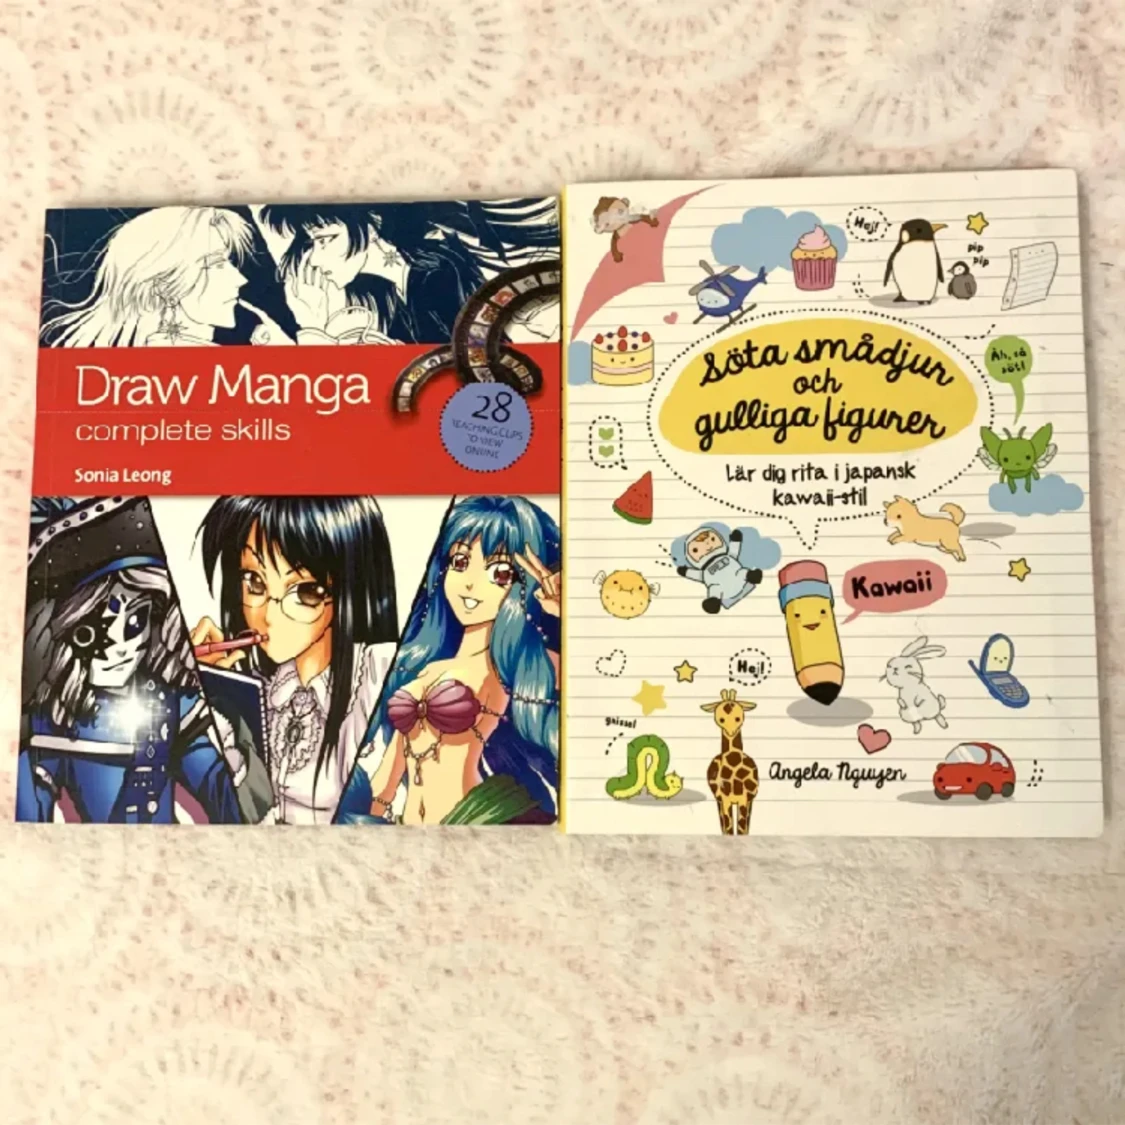 Draw Manga
complete skills
Sonia Leong
28
TEACHING CLIPS
TO VIEW
ONLINE
Hej!
pip
pip
Söta smådjur
och
gulliga figurer
Lär dig rita i japansk
kawaii-stil
Åh, så
söt!
Kawaii
Hej!
Angela Nguyen